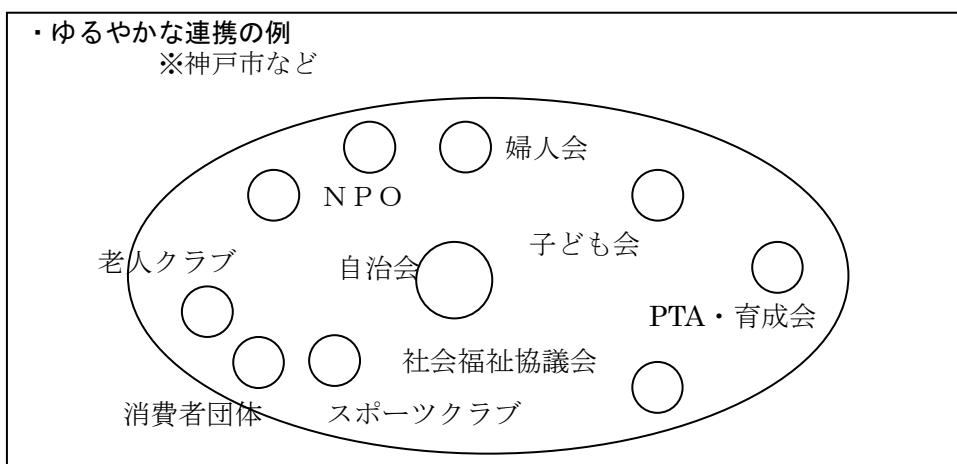 ・ゆるやかな連携の例
※神戸市など
婦人会
ＮＰＯ
子ども会
老人クラブ
自治会
PTA・育成会
社会福祉協議会
消費者団体
スポーツクラブ